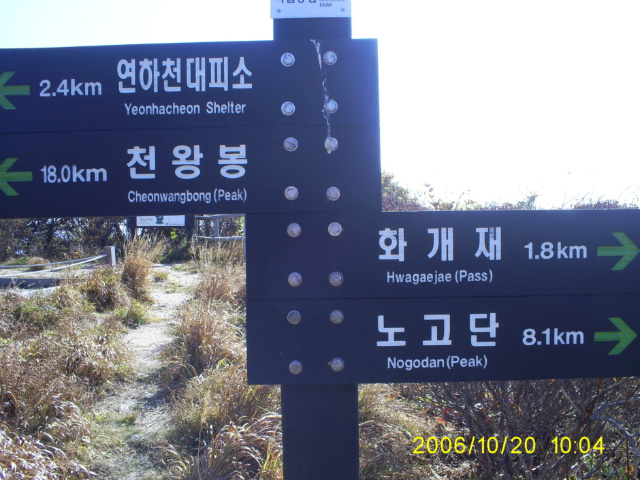 2.4km 연하천대피소
Yeonhacheon Shelter
18.0km 천왕봉
Cheonwangbong (Peak)
화개재 1.8km
Hwagaejae (Pass)
노고단 8.1km
Nogodan (Peak)
2006/10/20 10:04